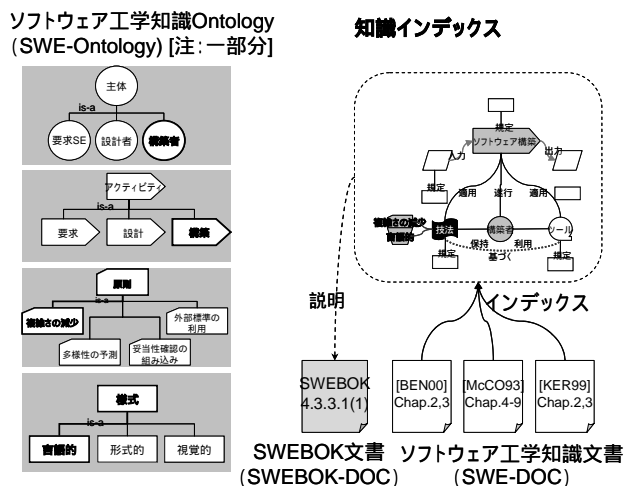 ソフトウェア工学知識Ontology
(SWE-Ontology) [注:一部分]
主体
is-a
要求SE
設計者
構築者
アクティビティ
is-a
要求
設計
構築
原則
is-a
複雑さの減少
外部標準の
利用
多様性の予測
妥当性確認の
組み込み
様式
is-a
言語的
形式的
視覚的
知識インデックス
規定
入力
ソフトウェア構築
出力
規定
適用
遂行
適用
複雑さの減少
言語的
技法
構築者
ツール
保持
利用
規定
基づく
規定
説明
インデックス
SWEBOK
4.3.3.1(1)
[BEN00]
Chap.2,3
[McCO93]
Chap.4-9
[KER99]
Chap.2,3
SWEBOK文書
(SWEBOK-DOC)
ソフトウェア工学知識文書
(SWE-DOC)